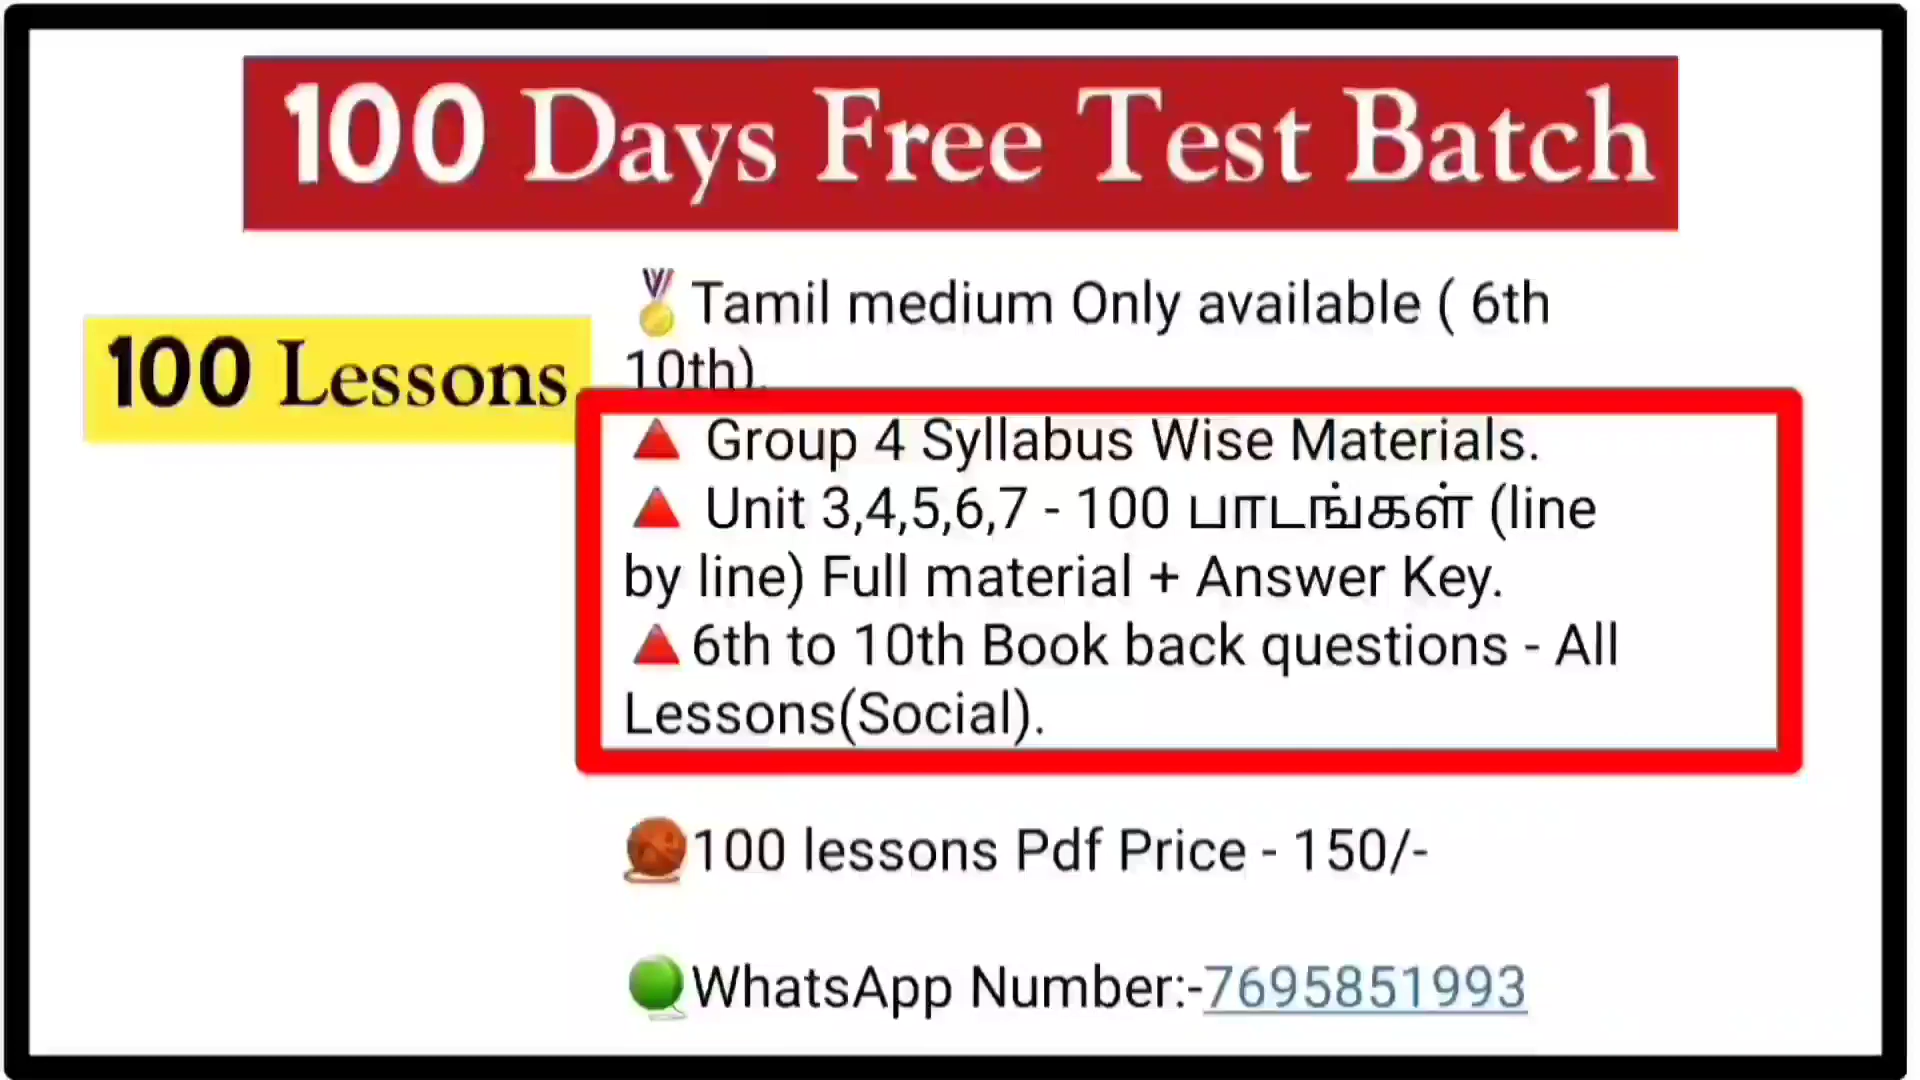 100 Days Free Test Batch
100 Lessons
Tamil medium Only available ( 6th
10th).
Group 4 Syllabus Wise Materials.
Unit 3,4,5,6,7 - 100 பாடங்கள் (line
by line) Full material + Answer Key.
6th to 10th Book back questions - All
Lessons(Social).
100 lessons Pdf Price - 150/-
WhatsApp Number:-7695851993